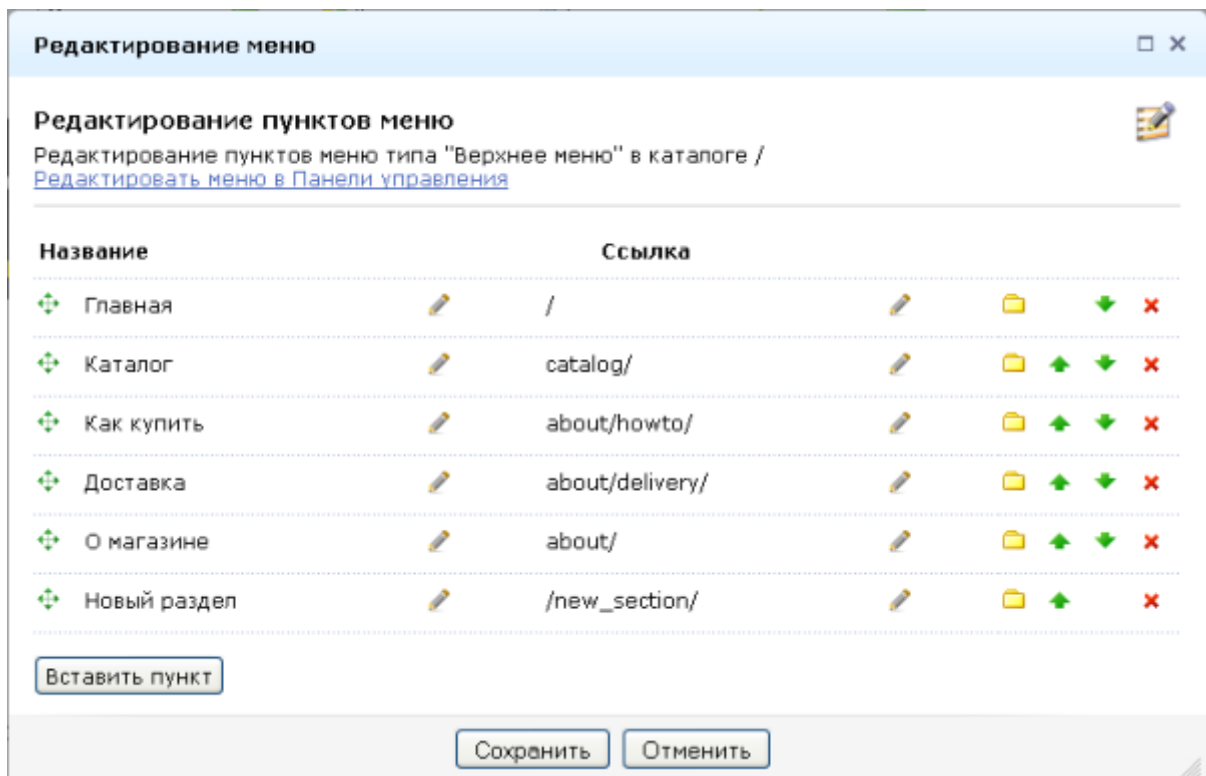 Редактирование меню
Редактирование пунктов меню
Редактирование пунктов меню типа "Верхнее меню" в каталоге /
Редактировать меню в Панели управления
Название Ссылка
Главная /
Каталог catalog/
Как купить about/howto/
Доставка about/delivery/
О магазине about/
Новый раздел /new_section/
Вставить пункт
Сохранить Отменить